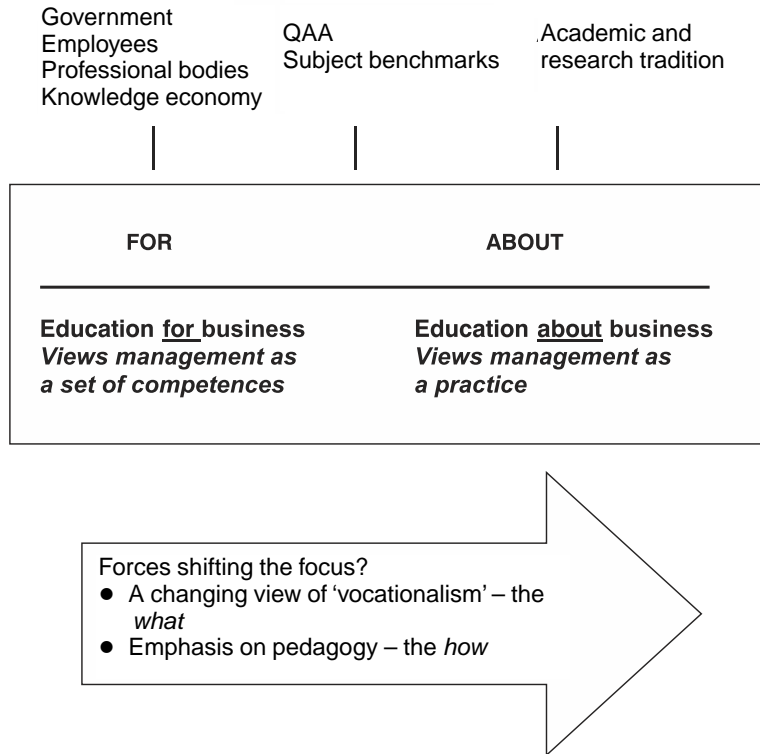 Government
Employees
Professional bodies
Knowledge economy
QAA
Subject benchmarks
Academic and
research tradition
FOR
ABOUT
Education for business
Views management as
a set of competences
Education about business
Views management as
a practice
Forces shifting the focus?
● A changing view of ‘vocationalism’ – the
what
● Emphasis on pedagogy – the how